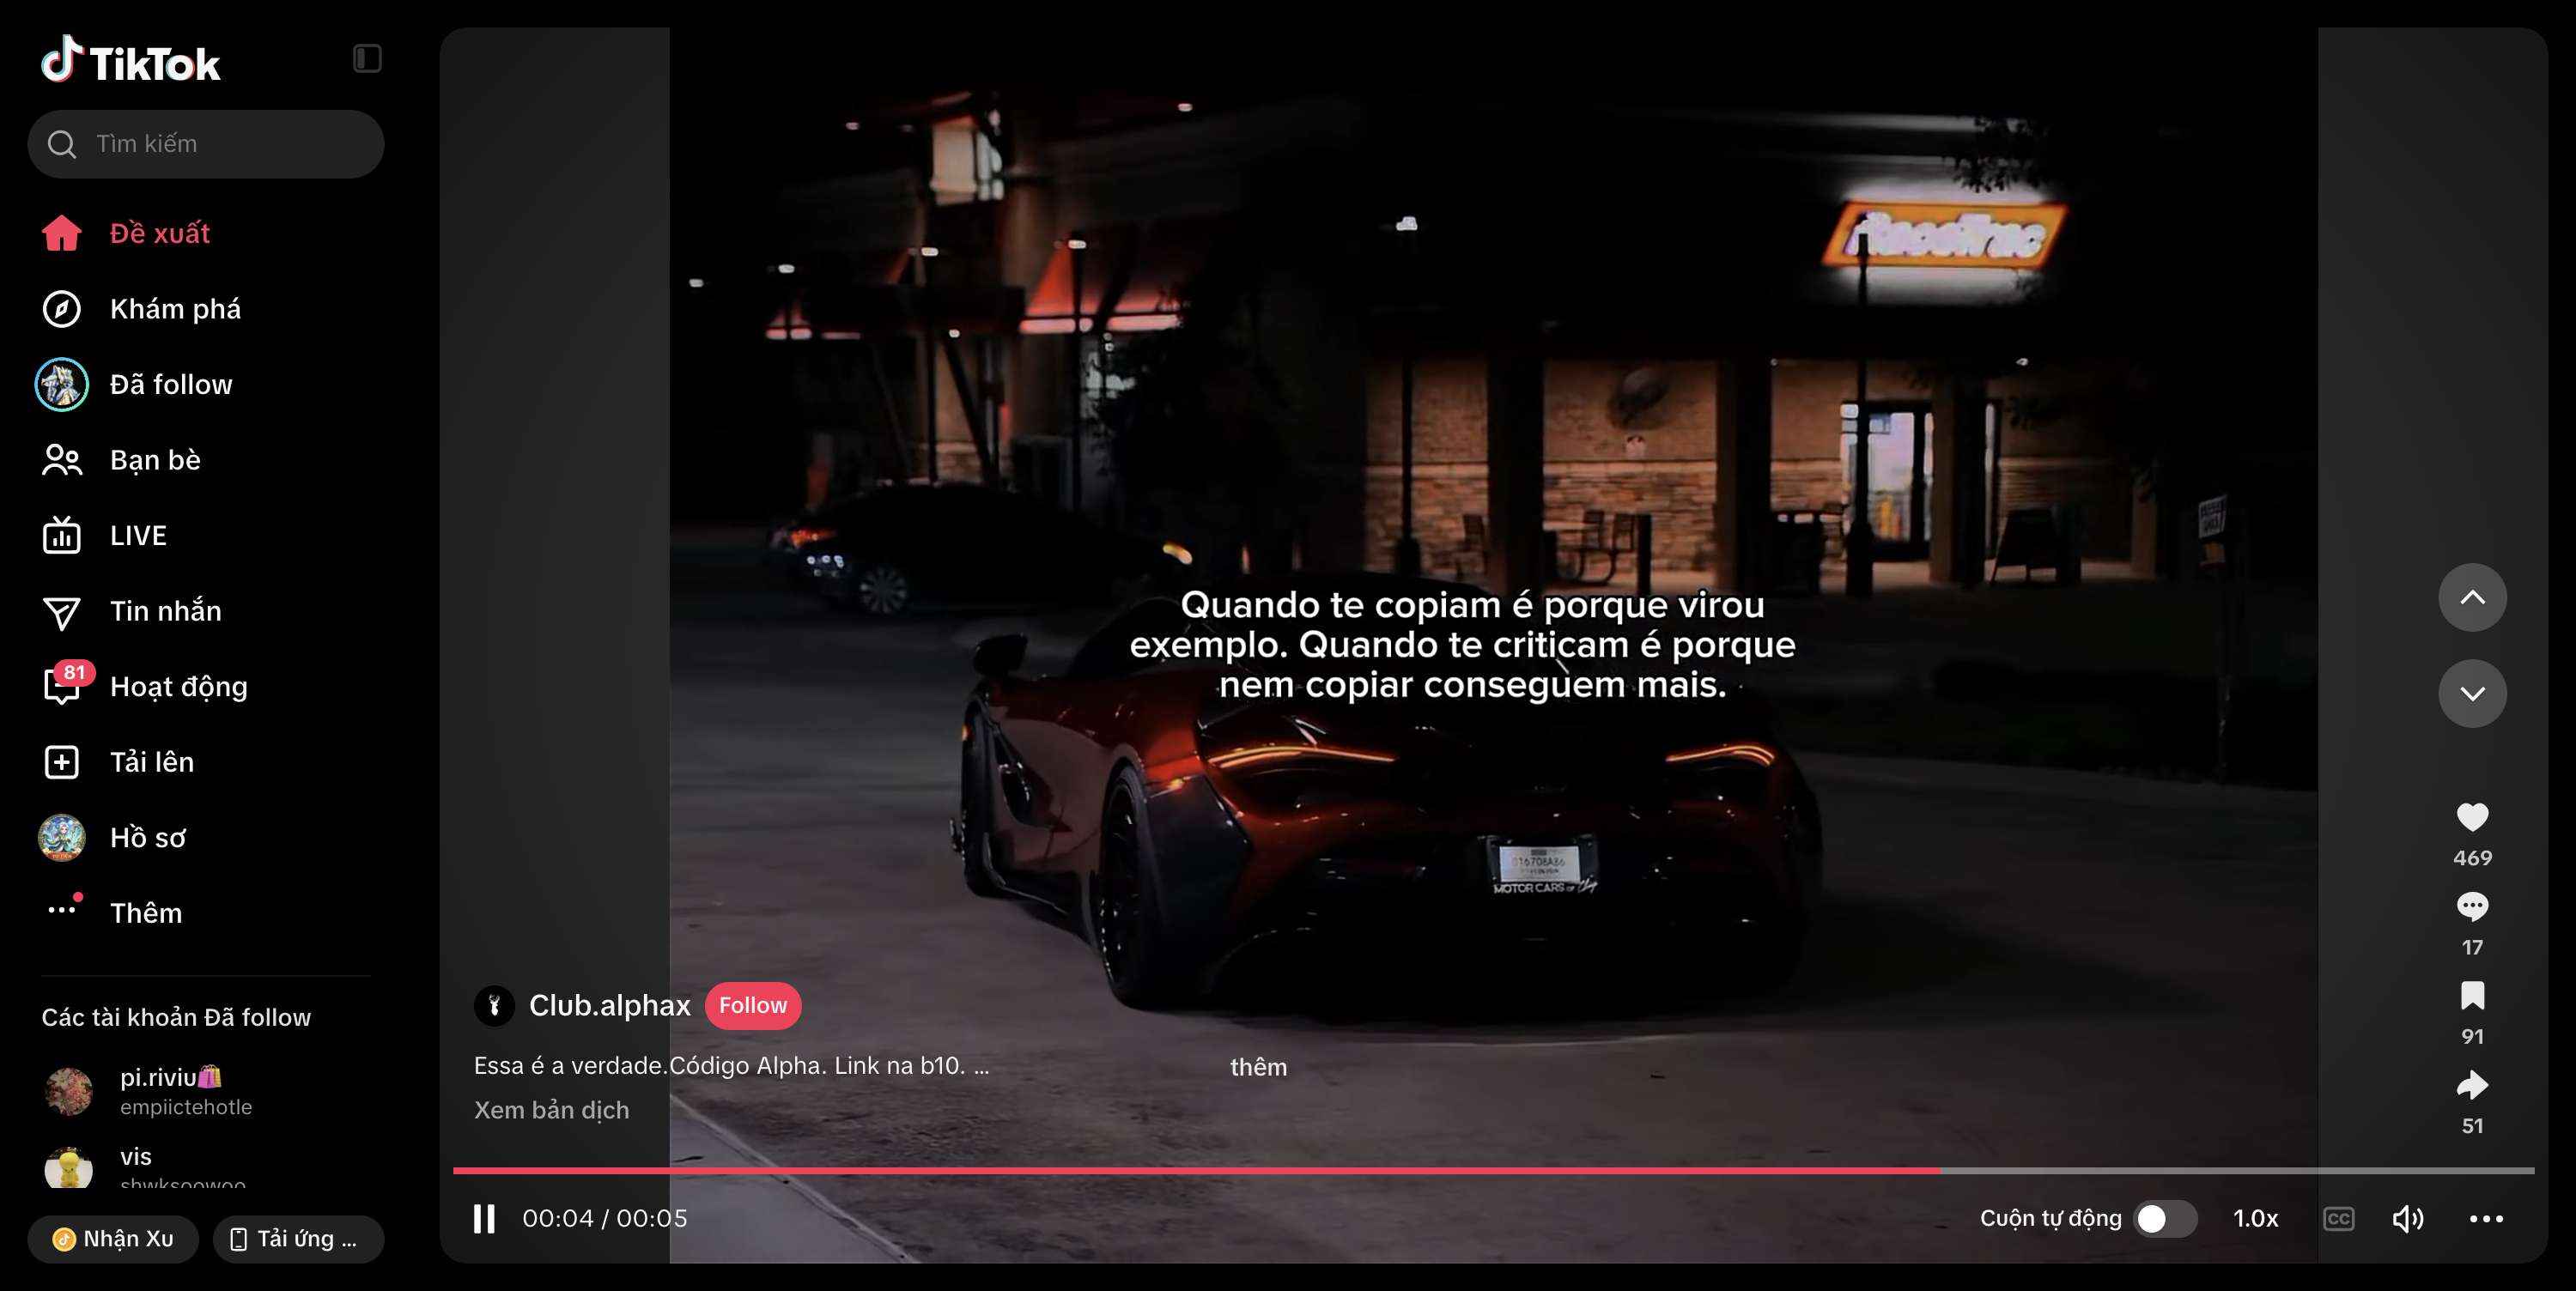 TikTok
Tìm kiếm
Đề xuất
Khám phá
Đã follow
Bạn bè
LIVE
Tin nhắn
81
Hoạt động
Tải lên
Hồ sơ
Thêm
Các tài khoản Đã follow
pi.riviu
empiictehotle
vis
shwksoowoo
Nhận Xu
Tải ứng ...
Quando te copiam é porque virou
exemplo. Quando te criticam é porque
nem copiar conseguem mais.
MOTOR CARS OF
Club.alphax
Follow
Essa é a verdade.Código Alpha. Link na b10. ...
thêm
Xem bản dịch
00:04 / 00:05
Cuộn tự động
1.0x
CC
469
17
91
51